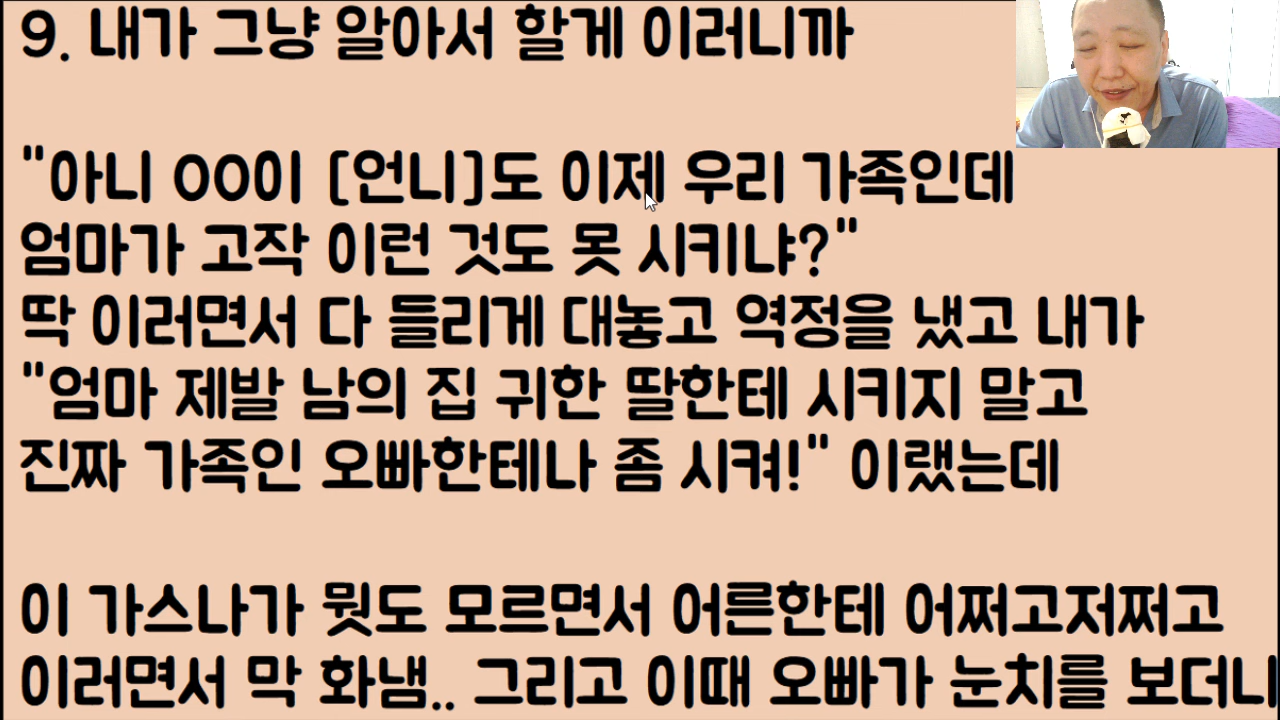 9. 내가 그냥 알아서 할게 이러니까
"아니 OO이 [언니]도 이제 우리 가족인데
엄마가 고작 이런 것도 못 시키냐?"
딱 이러면서 다 들리게 대놓고 역정을 냈고 내가
"엄마 제발 남의 집 귀한 딸한테 시키지 말고
진짜 가족인 오빠한테나 좀 시켜!" 이랬는데
이 가스나가 뭣도 모르면서 어른한테 어쩌고저쩌고
이러면서 막 화냄.. 그리고 이때 오빠가 눈치를 보더니